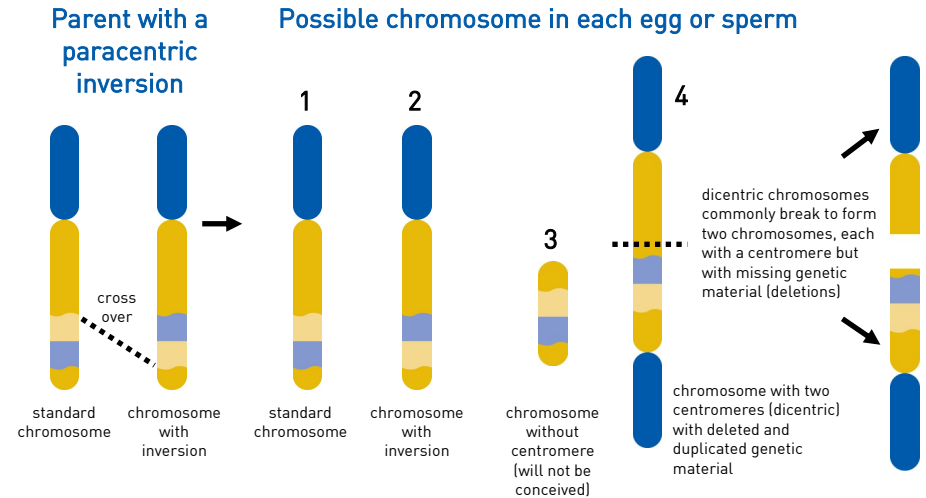 Parent with a
paracentric
inversion
Possible chromosome in each egg or sperm
1
2
3
4
cross
over
dicentric chromosomes
commonly break to form
two chromosomes, each
with a centromere but
with missing genetic
material (deletions)
standard
chromosome
chromosome
with
inversion
standard
chromosome
chromosome
with
inversion
chromosome
without
centromere
(will not be
conceived)
chromosome with two
centromeres (dicentric)
with deleted and
duplicated genetic
material